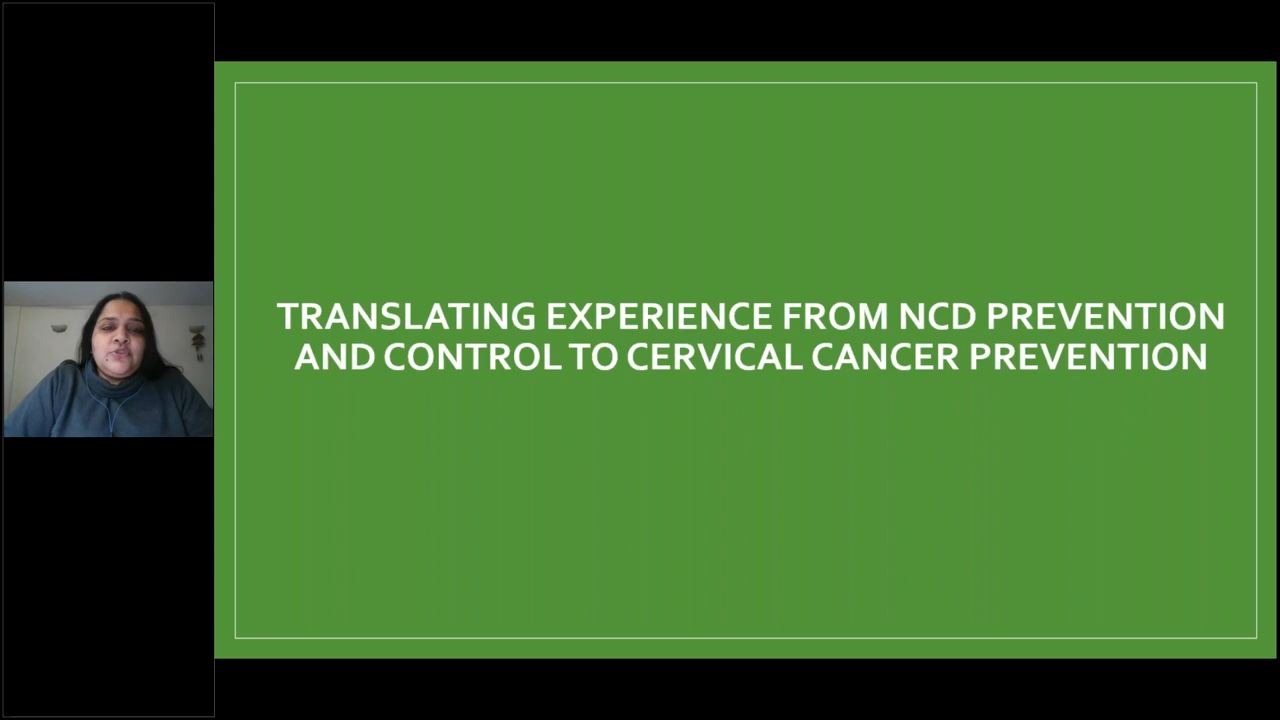 TRANSLATING EXPERIENCE FROM NCD PREVENTION
AND CONTROL TO CERVICAL CANCER PREVENTION